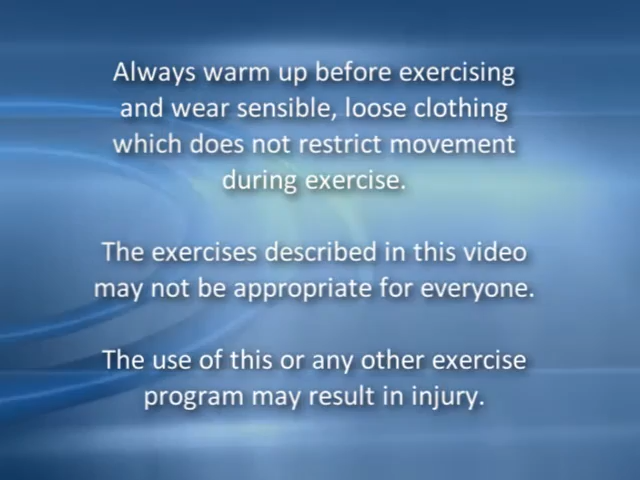 Always warm up before exercising
and wear sensible, loose clothing
which does not restrict movement
during exercise.
The exercises described in this video
may not be appropriate for everyone.
The use of this or any other exercise
program may result in injury.